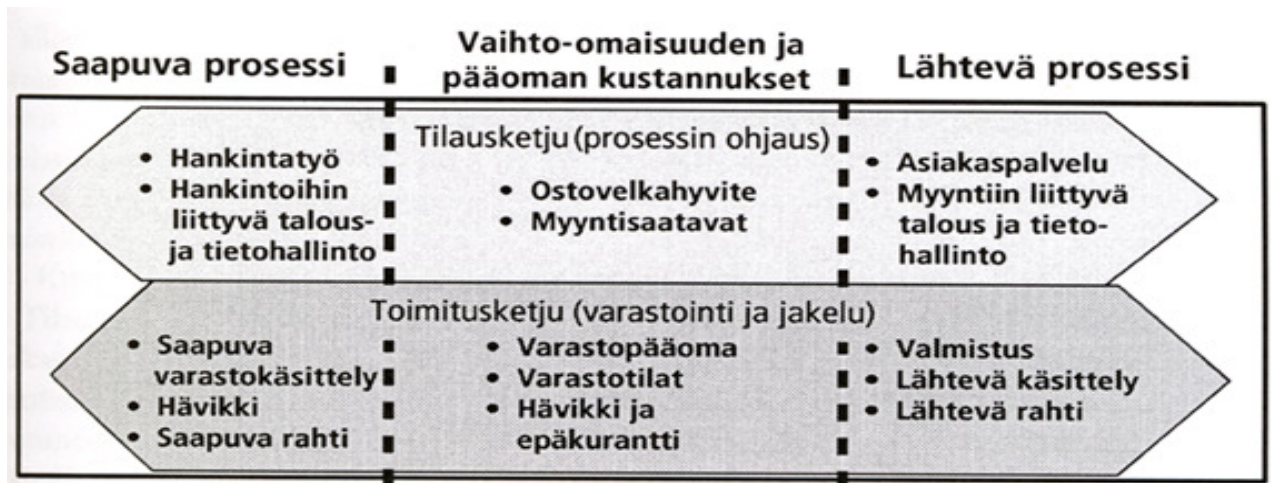 Saapuva prosessi
Vaihto-omaisuuden ja
pääoman kustannukset
Lähtevä prosessi
Tilausketju (prosessin ohjaus)
• Hankintatyö
• Hankintoihin
liittyvä talous-
ja tietohallinto
• Ostovelkahyvite
• Myyntisaatavat
• Asiakaspalvelu
• Myyntiin liittyvä
talous ja tieto-
hallinto
Toimitusketju (varastointi ja jakelu)
• Saapuva
varastokäsittely
• Hävikki
• Saapuva rahti
• Varastopääoma
• Varastotilat
• Hävikki ja
epäkurantti
• Valmistus
• Lähtevä käsittely
• Lähtevä rahti